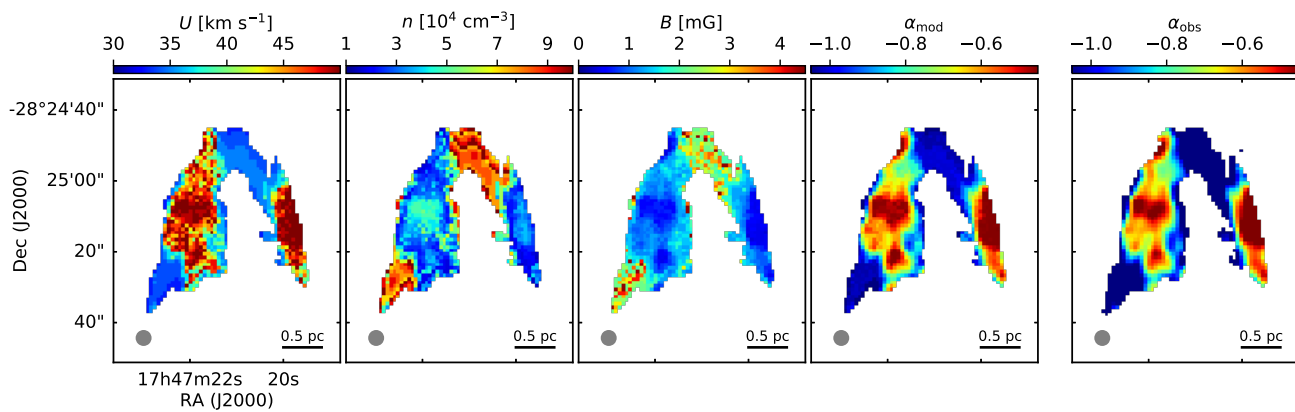 U [km s⁻¹]
30 35 40 45
n [10⁴ cm⁻³]
1 3 5 7 9
B [mG]
0 1 2 3 4
α_mod
−1.0 −0.8 −0.6
α_obs
−1.0 −0.8 −0.6
Dec (J2000)
-28°24'40"
25'00"
20"
40"
0.5 pc
0.5 pc
0.5 pc
0.5 pc
0.5 pc
17h47m22s 20s
RA (J2000)